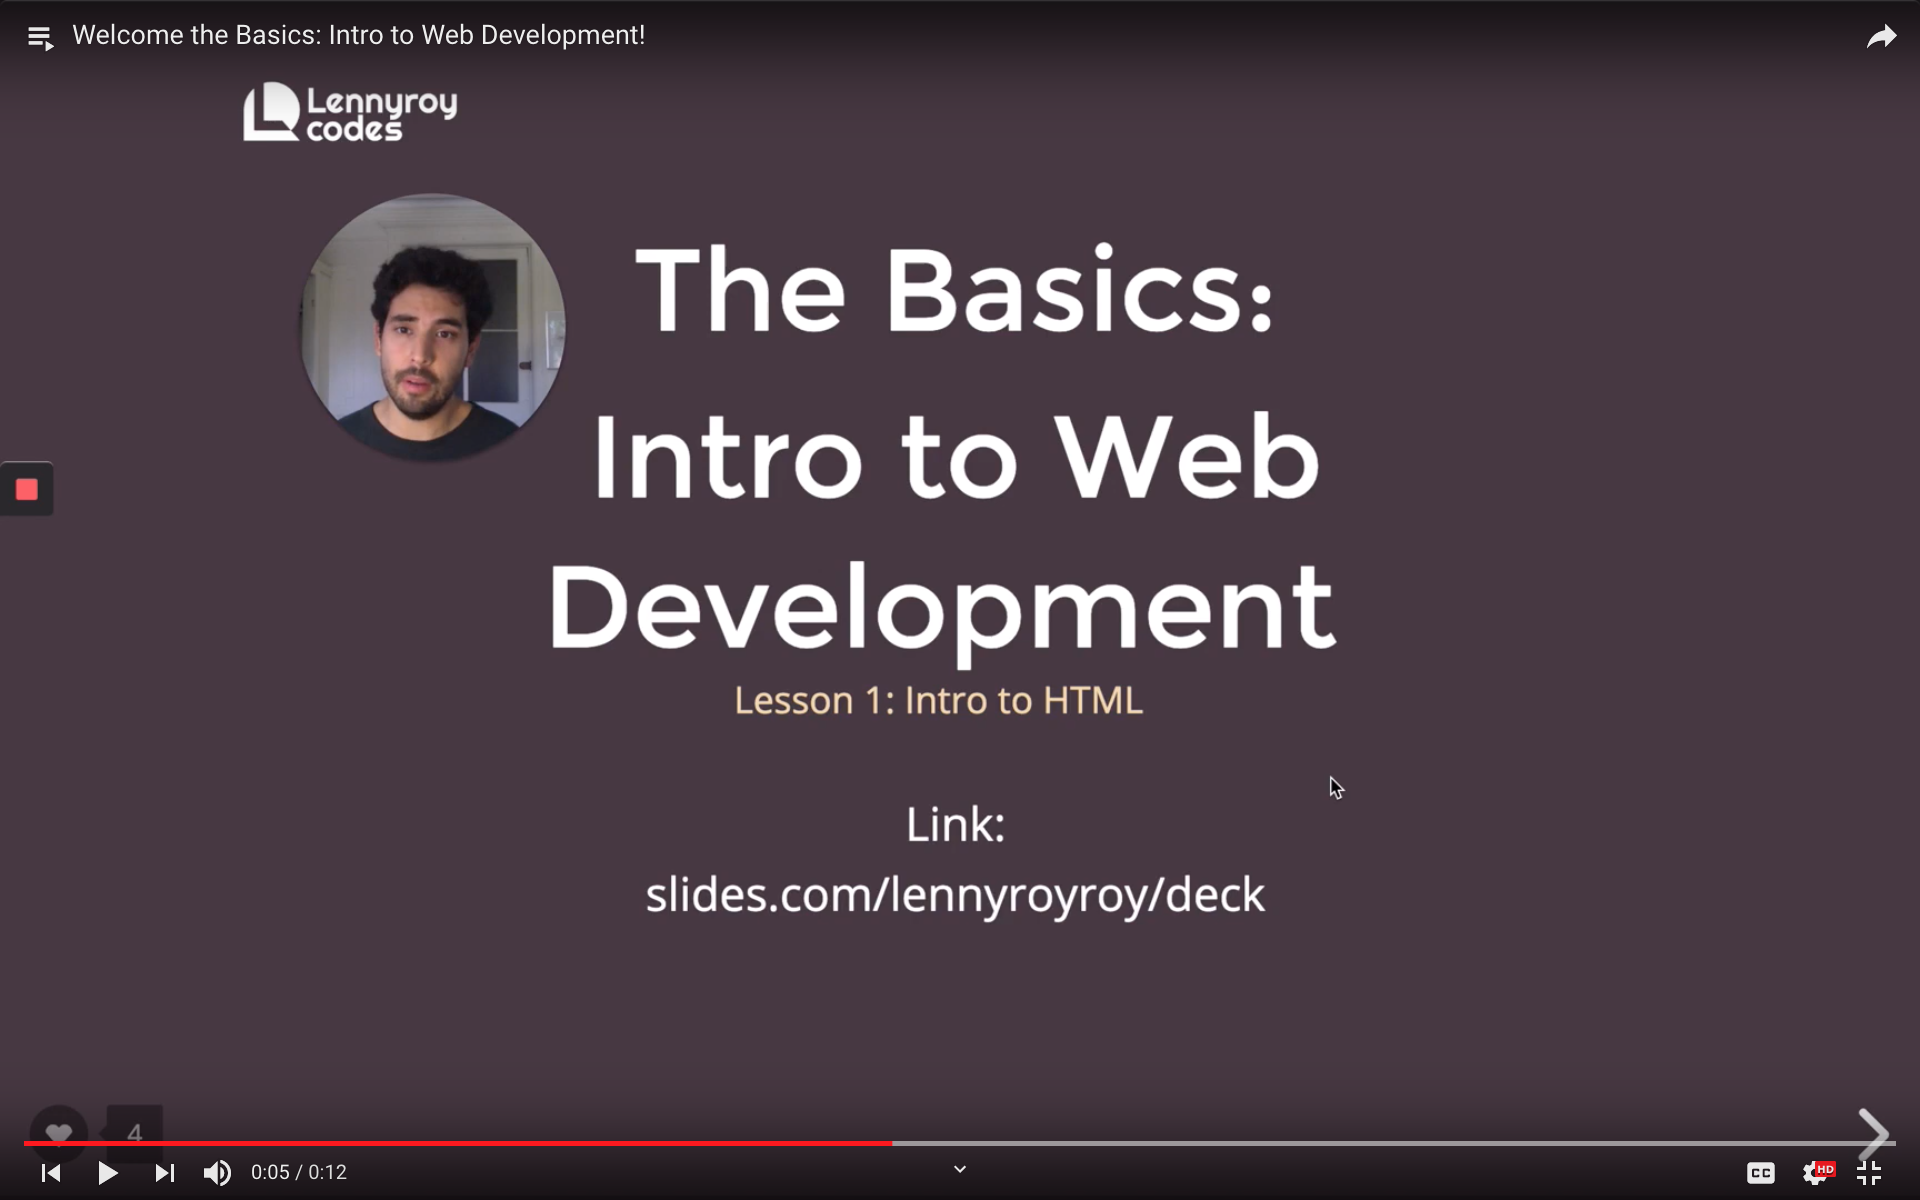 Welcome the Basics: Intro to Web Development!
Lennyroy
codes
The Basics:
Intro to Web
Development
Lesson 1: Intro to HTML
Link:
slides.com/lennyroyroy/deck
4
0:05 / 0:12
CC
HD